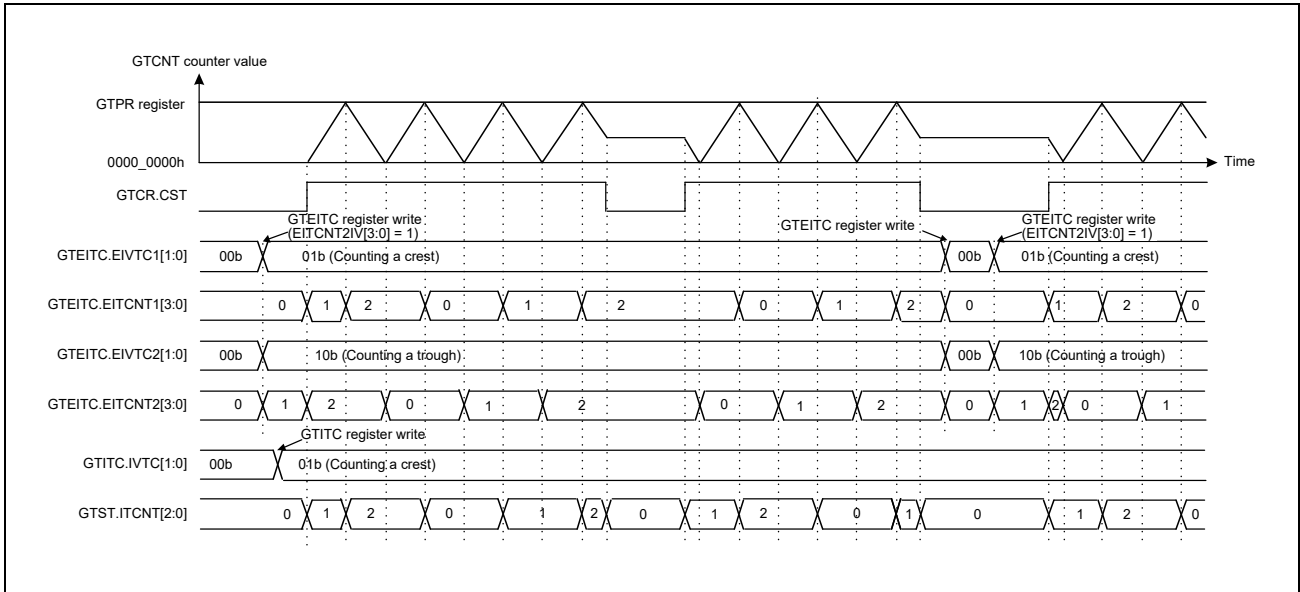 GTCNT counter value
GTPR register
0000_0000h
Time
GTCR.CST
GTEITC register write
(EITCNT2IV[3:0] = 1)
GTEITC register write
GTEITC register write
(EITCNT2IV[3:0] = 1)
GTEITC.EIVTC1[1:0] 00b 01b (Counting a crest) 00b 01b (Counting a crest)
GTEITC.EITCNT1[3:0] 0 1 2 0 1 2 0 1 2 0 1 2 0
GTEITC.EIVTC2[1:0] 00b 10b (Counting a trough) 00b 10b (Counting a trough)
GTEITC.EITCNT2[3:0] 0 1 2 0 1 2 0 1 2 0 1 2 0 1
GTITC register write
GTITC.IVTC[1:0] 00b 01b (Counting a crest)
GTST.ITCNT[2:0] 0 1 2 0 1 2 0 1 2 0 1 0 1 2 0